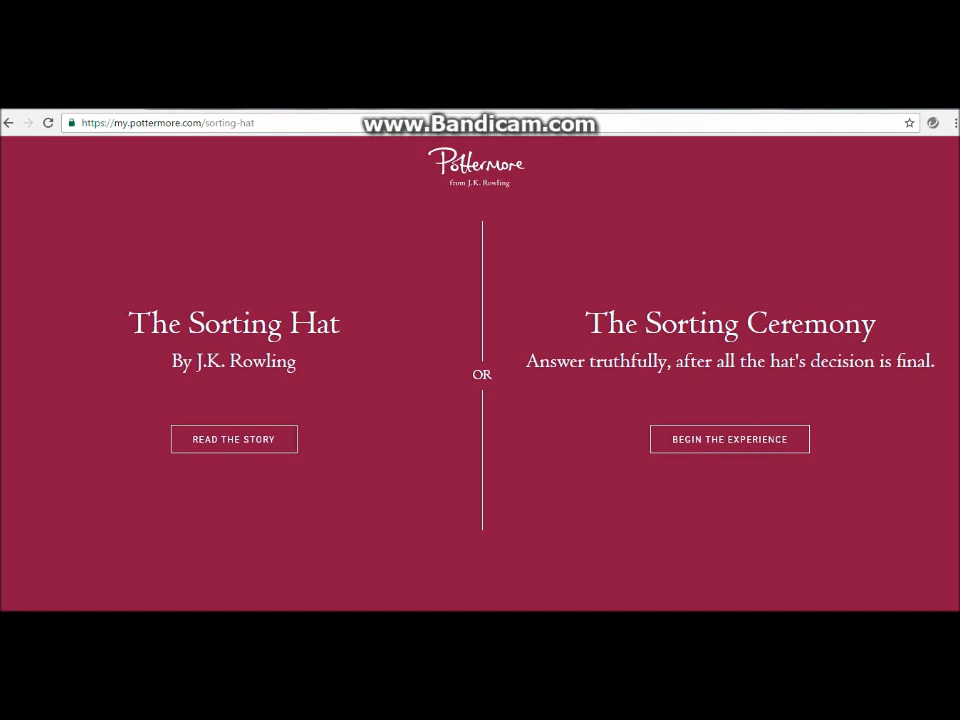 https://my.pottermore.com/sorting-hat
www.Bandicam.com
Pottermore
from J.K. Rowling
The Sorting Hat
By J.K. Rowling
READ THE STORY
OR
The Sorting Ceremony
Answer truthfully, after all the hat's decision is final.
BEGIN THE EXPERIENCE